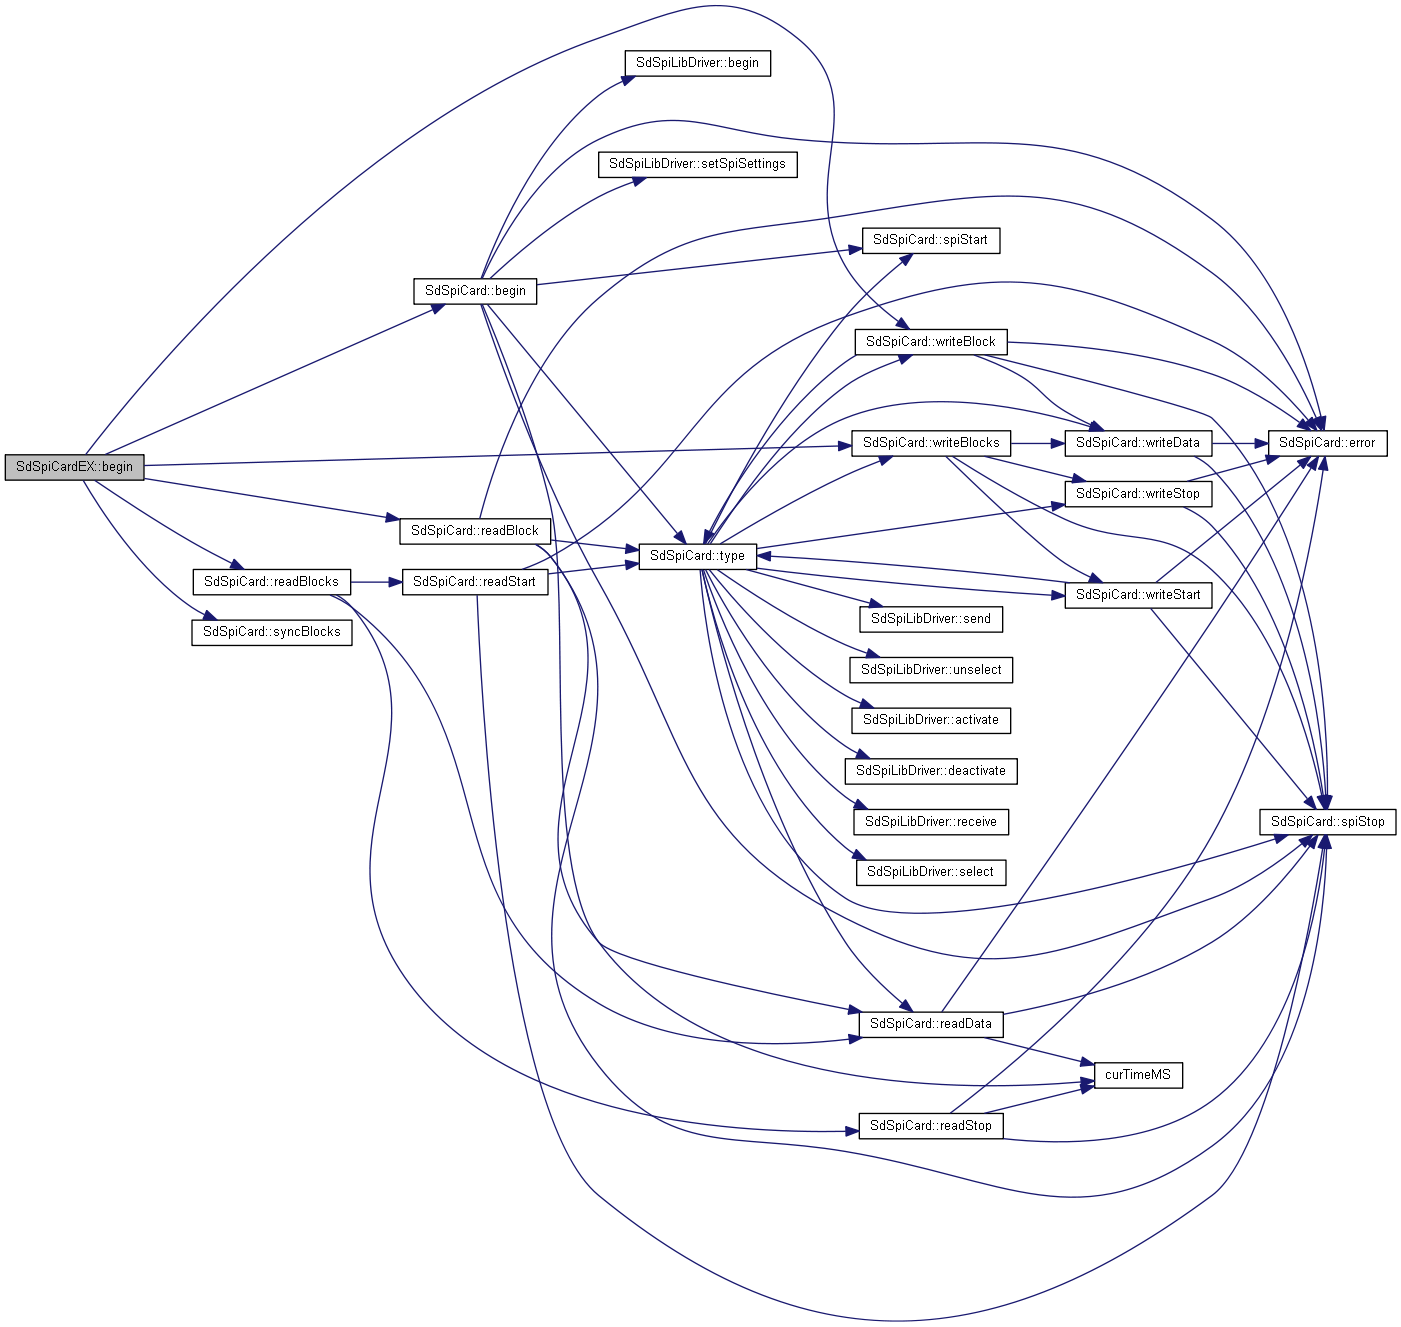 SdSpiLibDriver::begin
SdSpiLibDriver::setSpiSettings
SdSpiCard::spiStart
SdSpiCard::begin
SdSpiCard::writeBlock
SdSpiCard::writeBlocks
SdSpiCard::writeData
SdSpiCard::error
SdSpiCardEX::begin
SdSpiCard::writeStop
SdSpiCard::readBlock
SdSpiCard::type
SdSpiCard::readBlocks
SdSpiCard::readStart
SdSpiCard::writeStart
SdSpiLibDriver::send
SdSpiCard::syncBlocks
SdSpiLibDriver::unselect
SdSpiLibDriver::activate
SdSpiLibDriver::deactivate
SdSpiLibDriver::receive
SdSpiCard::spiStop
SdSpiLibDriver::select
SdSpiCard::readData
curTimeMS
SdSpiCard::readStop